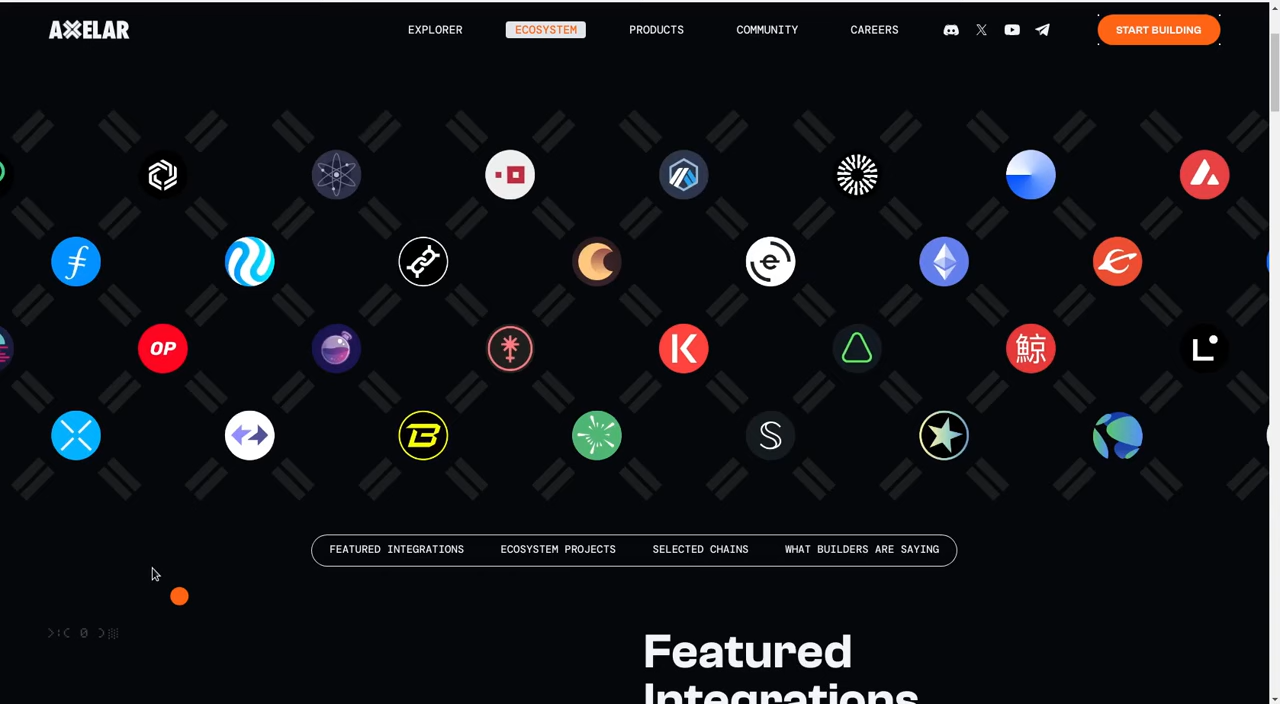 AXELAR
EXPLORER ECOSYSTEM PRODUCTS COMMUNITY CAREERS START BUILDING
OP K 鯨 L
B S
FEATURED INTEGRATIONS ECOSYSTEM PROJECTS SELECTED CHAINS WHAT BUILDERS ARE SAYING
Featured
Integrations